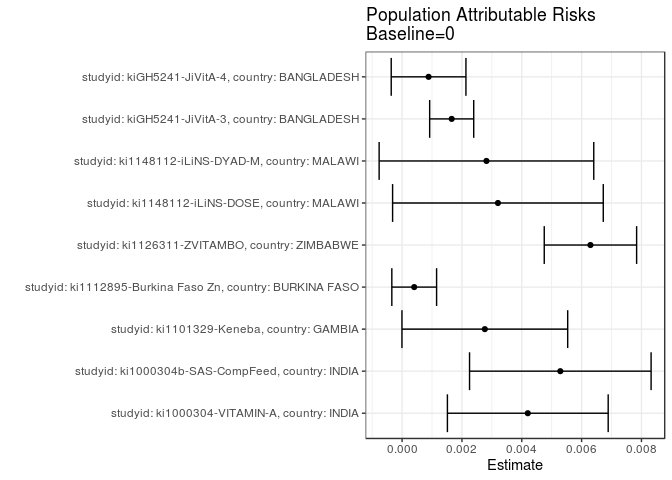 Population Attributable Risks
Baseline=0
studyid: kiGH5241-JiVitA-4, country: BANGLADESH
studyid: kiGH5241-JiVitA-3, country: BANGLADESH
studyid: ki1148112-iLiNS-DYAD-M, country: MALAWI
studyid: ki1148112-iLiNS-DOSE, country: MALAWI
studyid: ki1126311-ZVITAMBO, country: ZIMBABWE
studyid: ki1112895-Burkina Faso Zn, country: BURKINA FASO
studyid: ki1101329-Keneba, country: GAMBIA
studyid: ki1000304b-SAS-CompFeed, country: INDIA
studyid: ki1000304-VITAMIN-A, country: INDIA
0.000 0.002 0.004 0.006 0.008
Estimate